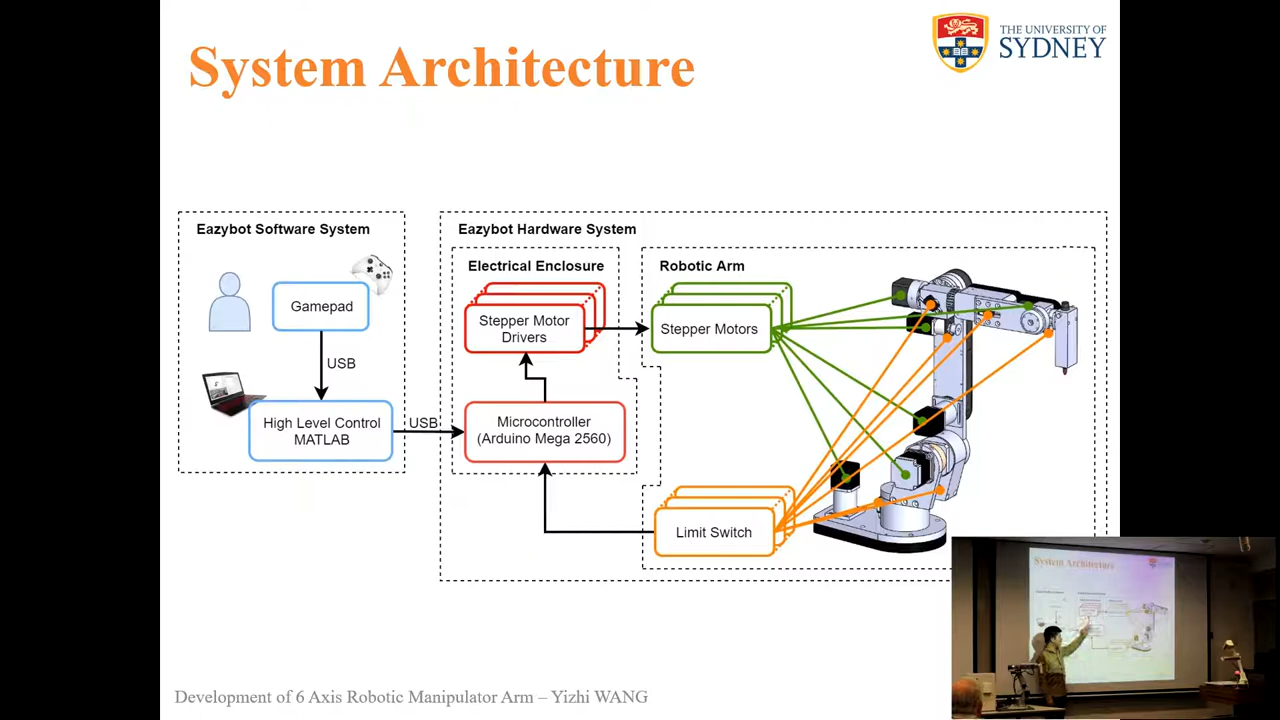 System Architecture
THE UNIVERSITY OF
SYDNEY
Eazybot Software System
Gamepad
USB
High Level Control
MATLAB
USB
Eazybot Hardware System
Electrical Enclosure
Stepper Motor
Drivers
Microcontroller
(Arduino Mega 2560)
Robotic Arm
Stepper Motors
Limit Switch
System Architecture
Development of 6 Axis Robotic Manipulator Arm – Yizhi WANG